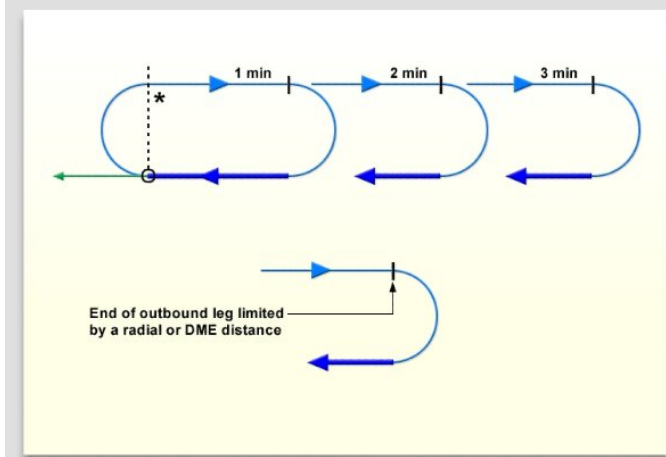 1 min
2 min
3 min
*
End of outbound leg limited
by a radial or DME distance